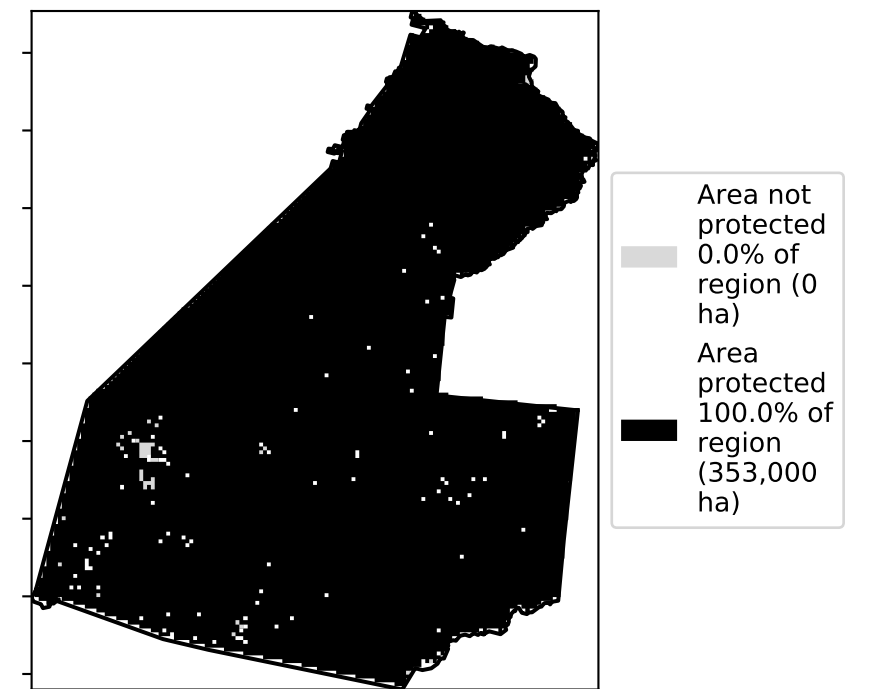 Area not
protected
0.0% of
region (0
ha)
Area
protected
100.0% of
region
(353,000
ha)